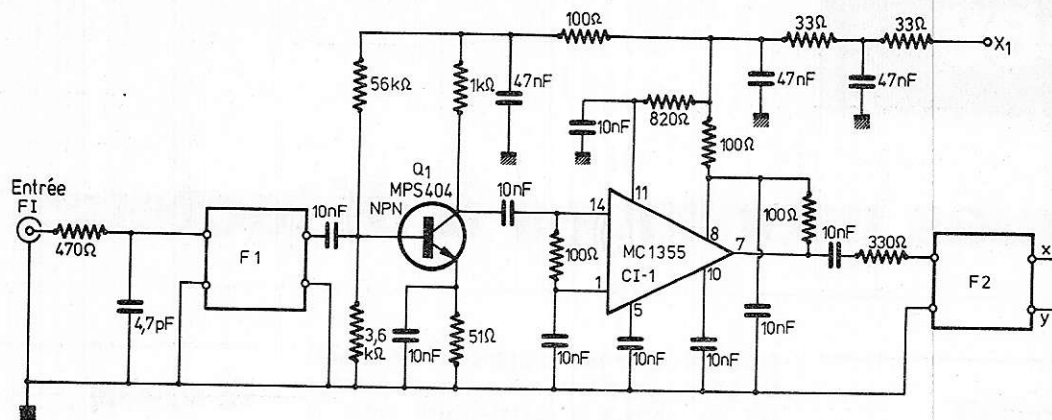 100Ω
33Ω
33Ω
X1
56kΩ
1kΩ
47nF
47nF
47nF
10nF
820Ω
100Ω
Q1
MPS404
NPN
Entrée
FI
10nF
10nF
14
11
8
100Ω
470Ω
F1
100Ω
MC1355
CI-1
7
10nF
330Ω
F2
x
y
1
10
5
4,7pF
3,6
kΩ
10nF
51Ω
10nF
10nF
10nF
10nF